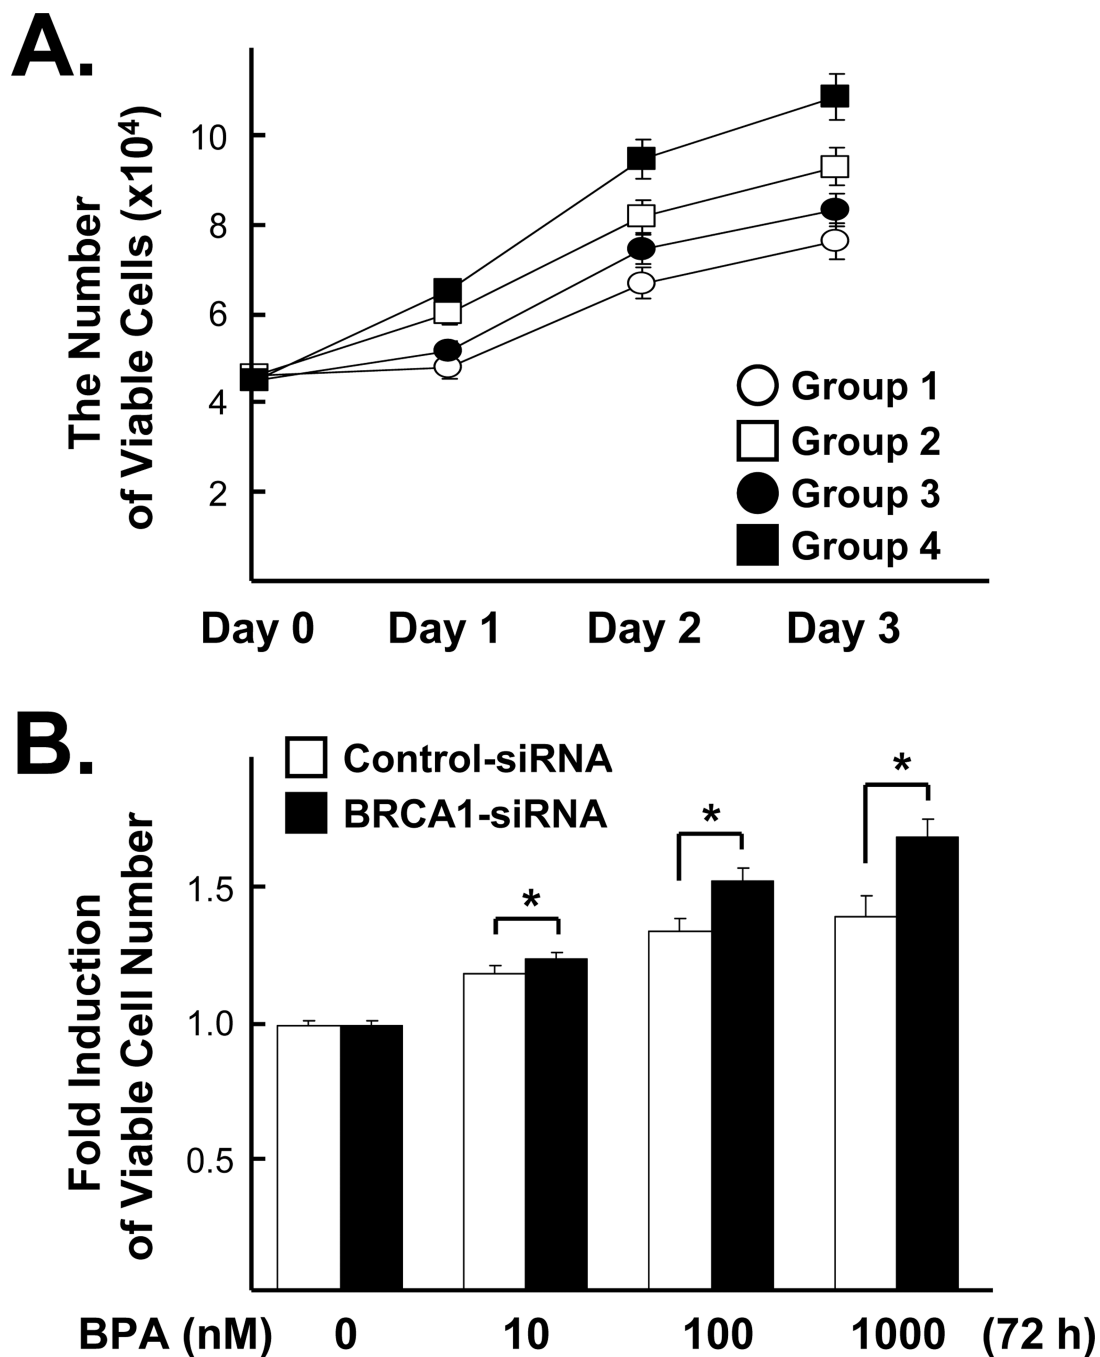 A.
The Number
of Viable Cells (x10⁴)
10
8
6
4
2
Group 1
Group 2
Group 3
Group 4
Day 0 Day 1 Day 2 Day 3
B.
Control-siRNA
BRCA1-siRNA
Fold Induction
of Viable Cell Number
1.5
1.0
0.5
*
*
*
BPA (nM) 0 10 100 1000 (72 h)